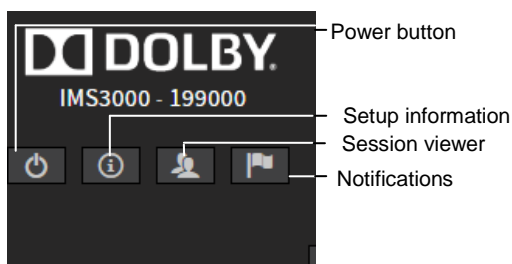 DOLBY.
IMS3000 - 199000
Power button
Setup information
Session viewer
Notifications